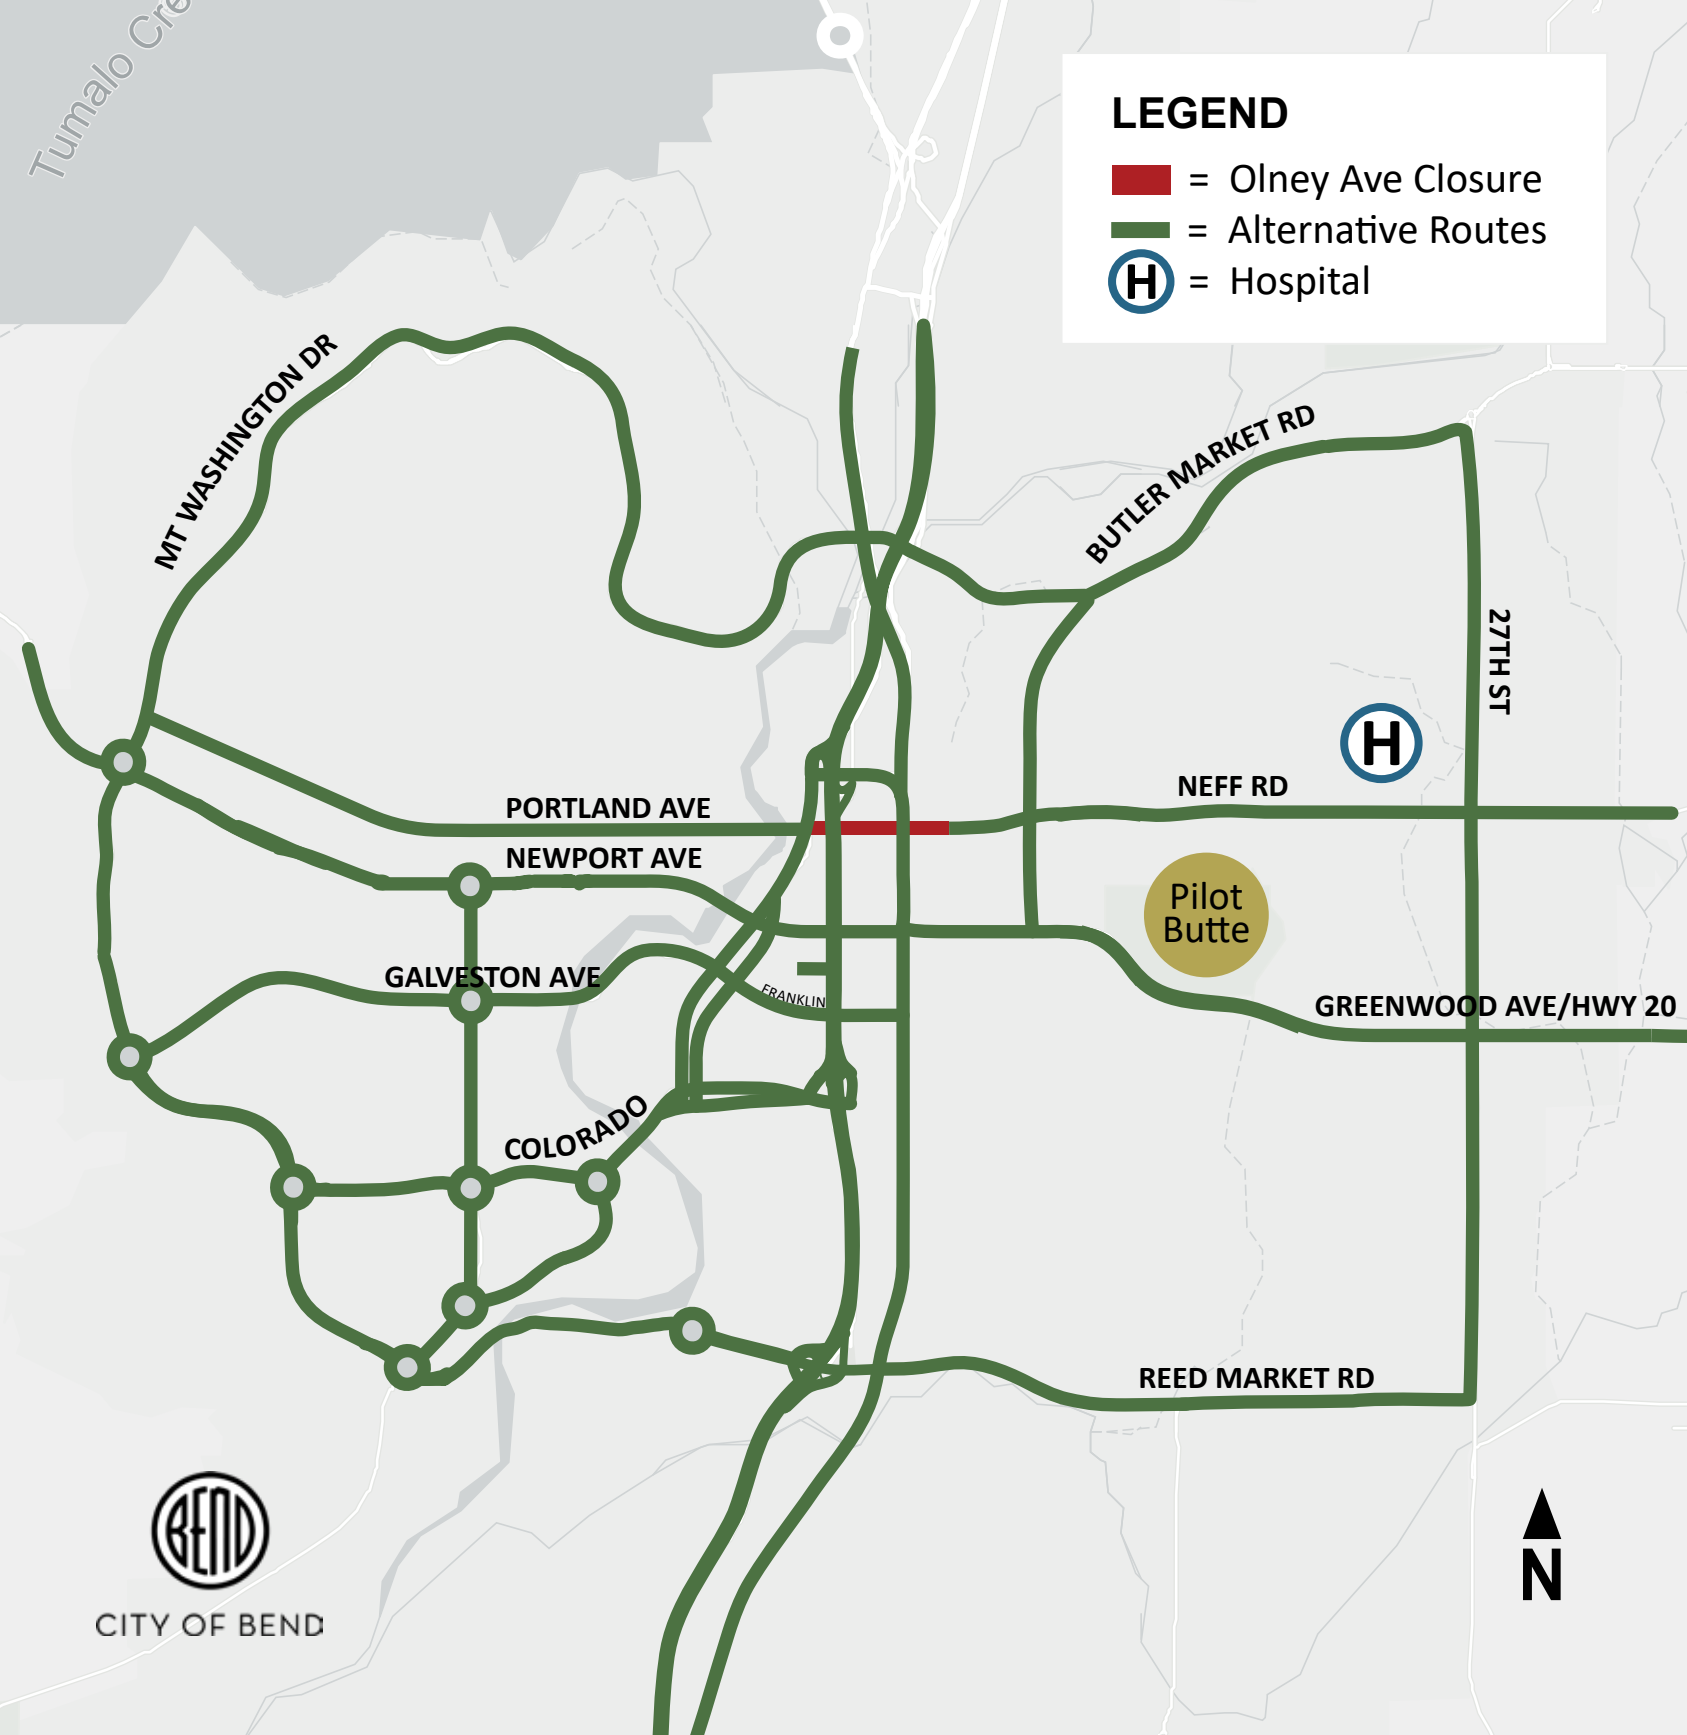 Tumalo Cre
LEGEND
= Olney Ave Closure
= Alternative Routes
H = Hospital
MT WASHINGTON DR
BUTLER MARKET RD
27TH ST
H
NEFF RD
PORTLAND AVE
NEWPORT AVE
Pilot
Butte
GALVESTON AVE
FRANKLIN
GREENWOOD AVE/HWY 20
COLORADO
REED MARKET RD
BEND
CITY OF BEND
N